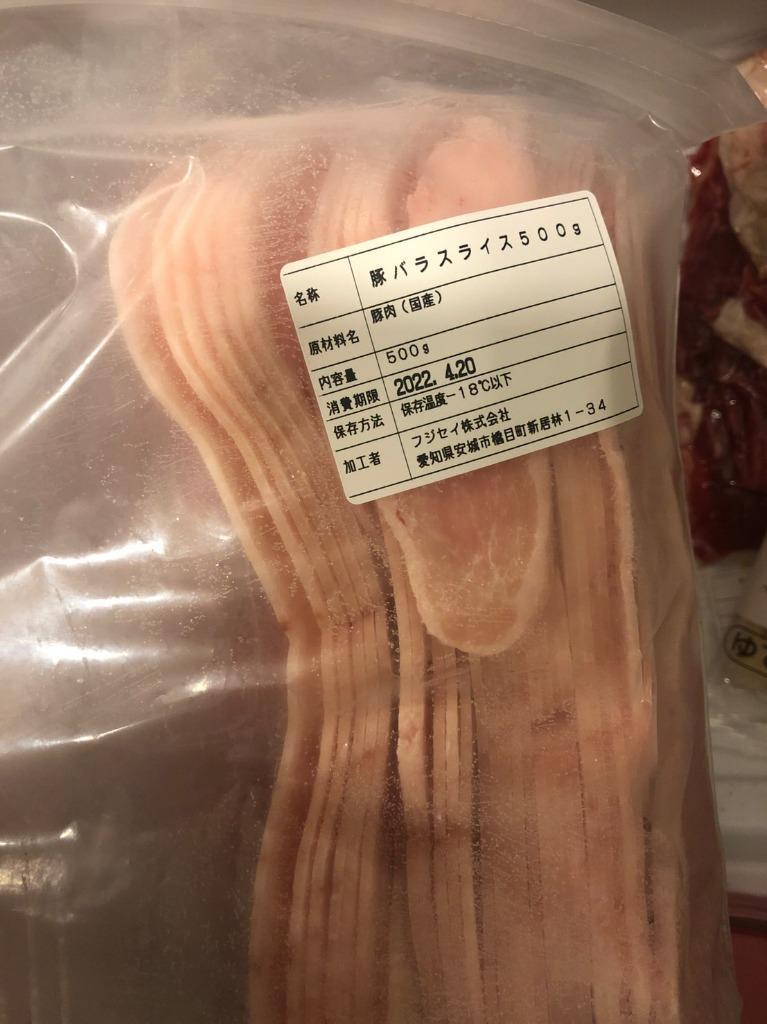 名称 豚バラスライス500g
原材料名 豚肉(国産)
内容量 500g
消費期限 2022. 4.20
保存方法 保存温度-18℃以下
加工者 フジセイ株式会社
愛知県安城市橋目町新居林1-34
ゆ